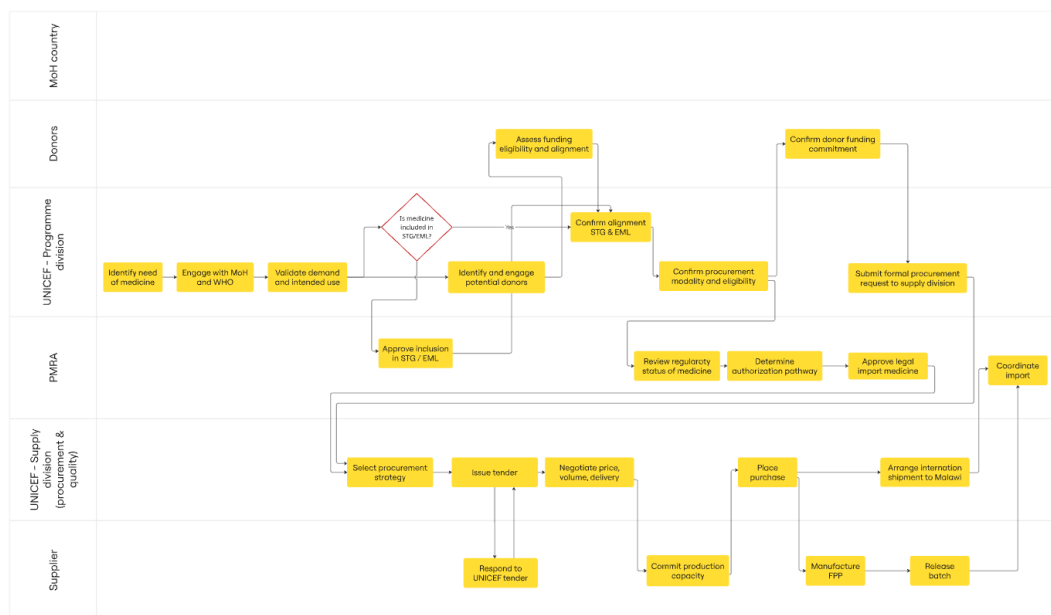 MoH country
Donors
Assess funding
eligibility and alignment
Confirm donor funding
commitment
UNICEF - Programme
division
Is medicine
included in
STG/EML?
Yes
Confirm alignment
STG & EML
Identify need
of medicine
Engage with MoH
and WHO
Validate demand
and intended use
Identify and engage
potential donors
Confirm procurement
modality and eligibility
Submit formal procurement
request to supply division
PMRA
Approve inclusion
in STG / EML
Review regularoty
status of medicine
Determine
authorization pathway
Approve legal
import medicine
Coordinate
import
UNICEF - Supply
division
(procurement &
quality)
Select procurement
strategy
Issue tender
Negotiate price,
volume, delivery
Place
purchase
Arrange internation
shipment to Malawi
Supplier
Respond to
UNICEF tender
Commit production
capacity
Manufacture
FPP
Release
batch